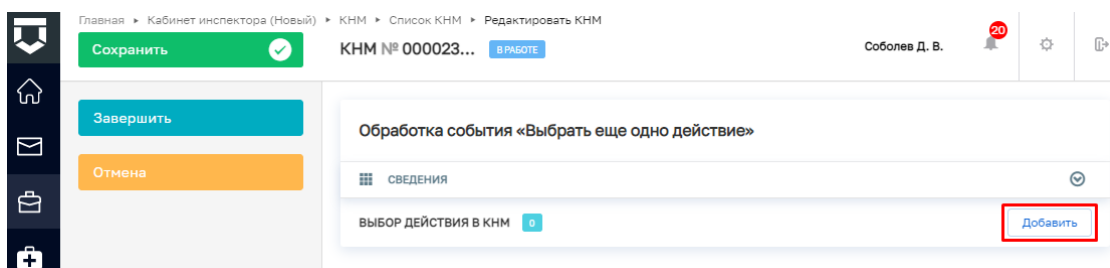 Главная ▸ Кабинет инспектора (Новый) ▸ КНМ ▸ Список КНМ ▸ Редактировать КНМ
Сохранить
КНМ № 000023... В РАБОТЕ
Соболев Д. В.
20
Завершить
Обработка события «Выбрать еще одно действие»
Отмена
СВЕДЕНИЯ
ВЫБОР ДЕЙСТВИЯ В КНМ 0
Добавить